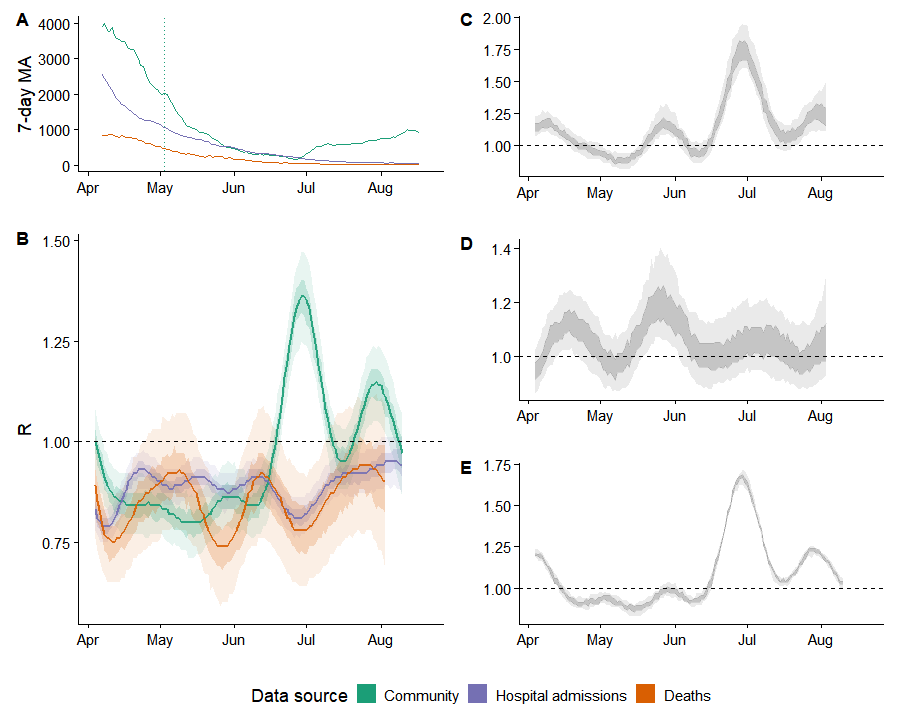 A
7-day MA
4000
3000
2000
1000
0
Apr May Jun Jul Aug
B
R
1.50
1.25
1.00
0.75
Apr May Jun Jul Aug
C
2.00
1.75
1.50
1.25
1.00
Apr May Jun Jul Aug
D
1.4
1.2
1.0
Apr May Jun Jul Aug
E
1.75
1.50
1.25
1.00
Apr May Jun Jul Aug
Data source Community Hospital admissions Deaths